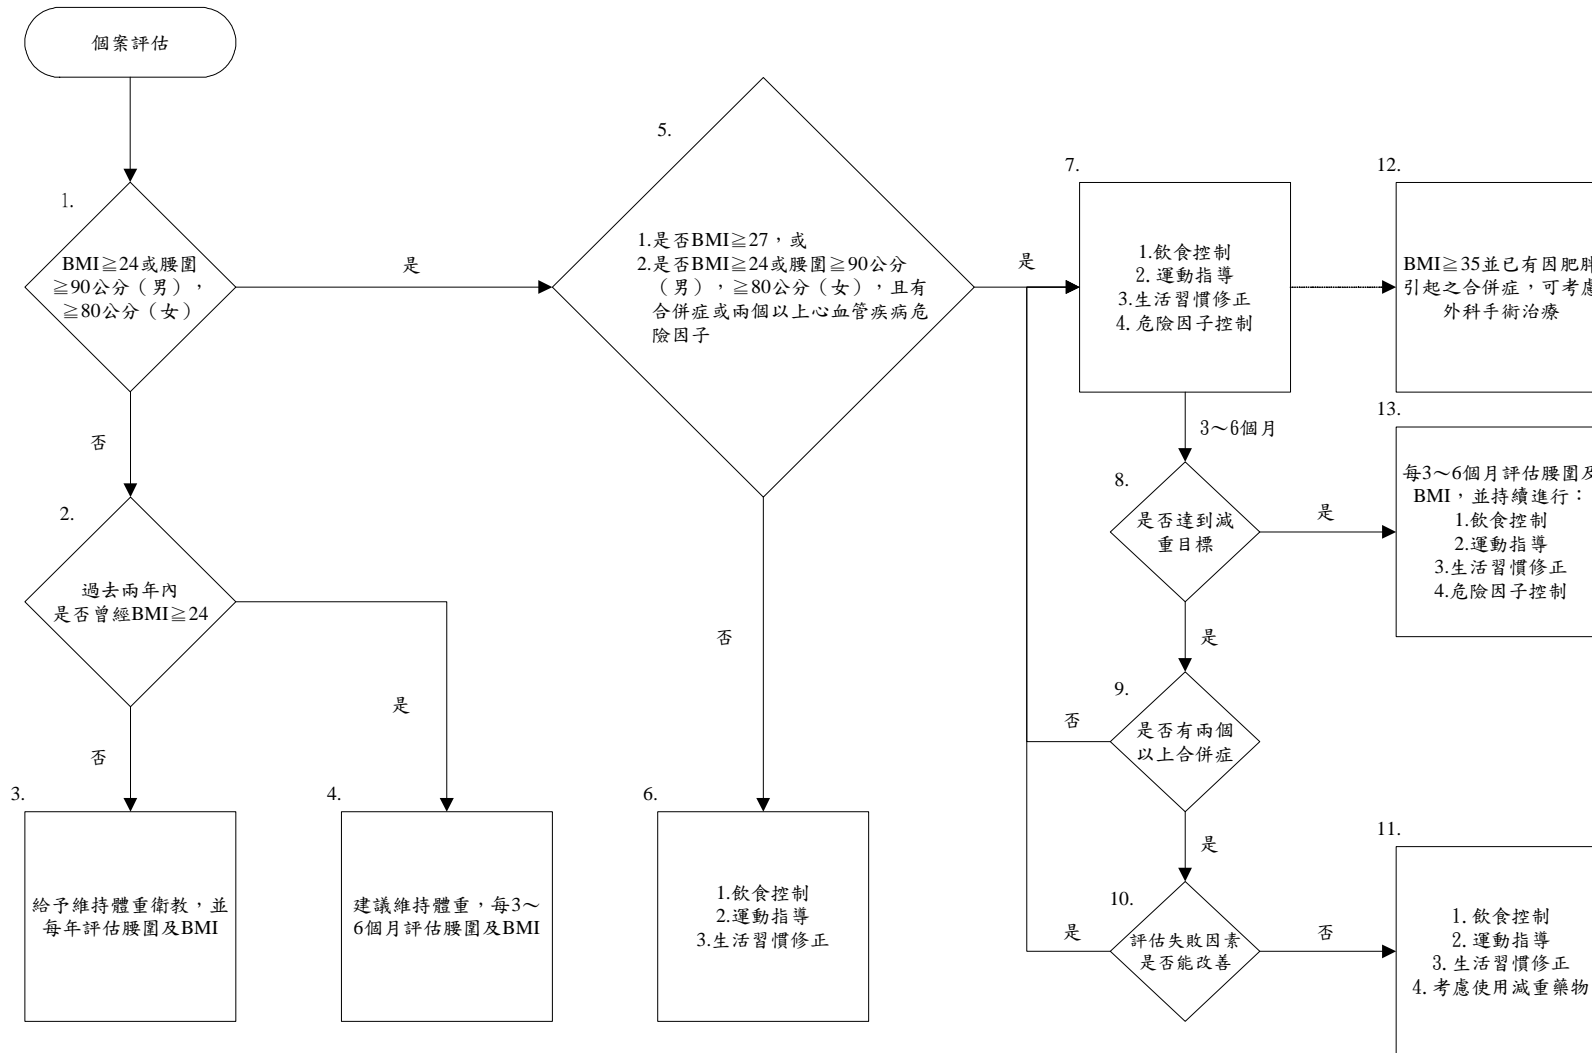 個案評估
1.
BMI≧24或腰圍
≧90公分（男），
≧80公分（女）
是
否
2.
過去兩年內
是否曾經BMI≧24
是
否
3.
給予維持體重衛教，並
每年評估腰圍及BMI
4.
建議維持體重，每3～
6個月評估腰圍及BMI
5.
1.是否BMI≧27，或
2.是否BMI≧24或腰圍≧90公分
（男），≧80公分（女），且有
合併症或兩個以上心血管疾病危
險因子
是
否
6.
1.飲食控制
2.運動指導
3.生活習慣修正
7.
1.飲食控制
2. 運動指導
3.生活習慣修正
4. 危險因子控制
3～6個月
8.
是否達到減
重目標
是
是
9.
是否有兩個
以上合併症
否
是
10.
評估失敗因素
是否能改善
是
否
11.
1. 飲食控制
2. 運動指導
3. 生活習慣修正
4. 考慮使用減重藥物
12.
BMI≧35並已有因肥胖
引起之合併症，可考慮
外科手術治療
13.
每3～6個月評估腰圍及
BMI，並持續進行：
1.飲食控制
2.運動指導
3.生活習慣修正
4.危險因子控制